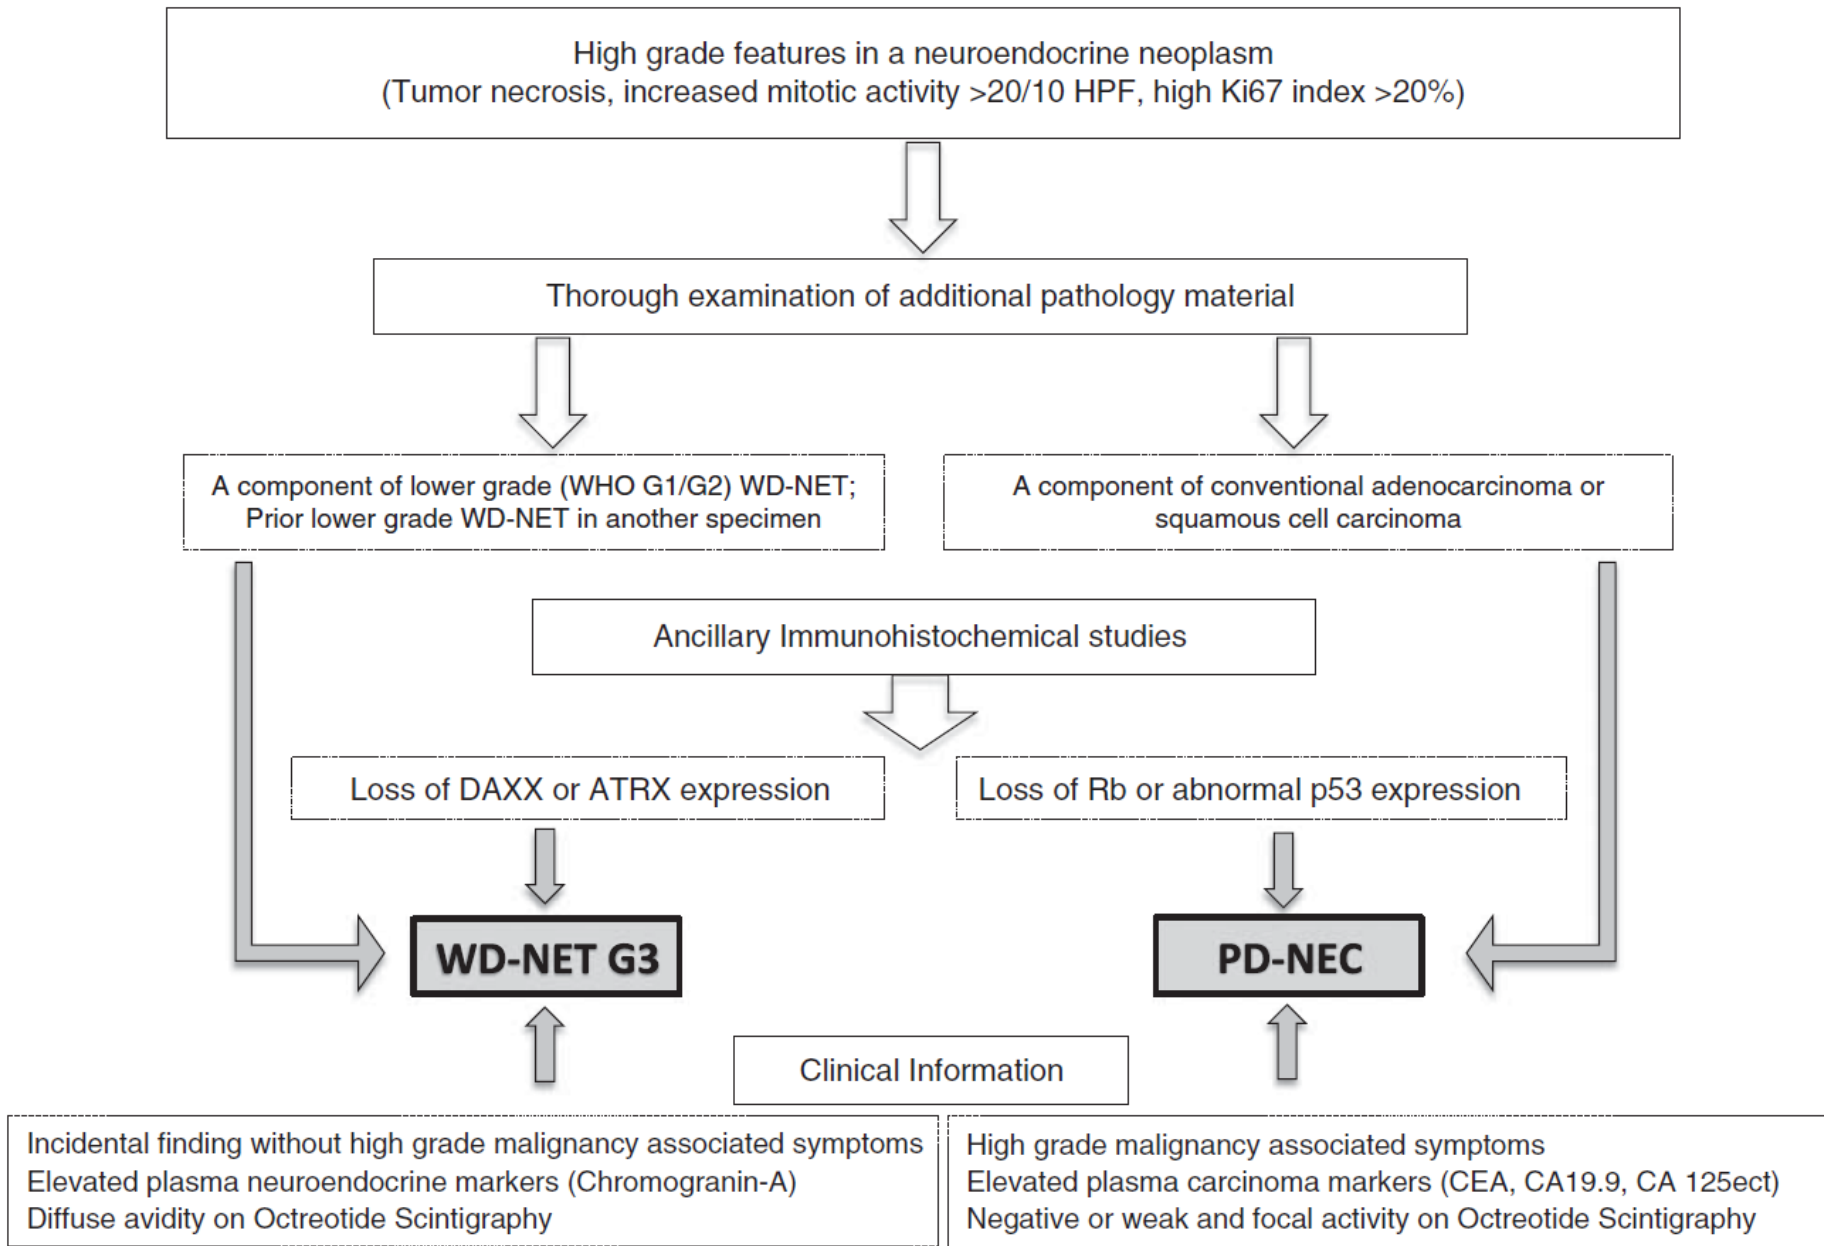 High grade features in a neuroendocrine neoplasm
(Tumor necrosis, increased mitotic activity >20/10 HPF, high Ki67 index >20%)
Thorough examination of additional pathology material
A component of lower grade (WHO G1/G2) WD-NET;
Prior lower grade WD-NET in another specimen
A component of conventional adenocarcinoma or
squamous cell carcinoma
Ancillary Immunohistochemical studies
Loss of DAXX or ATRX expression
Loss of Rb or abnormal p53 expression
WD-NET G3
PD-NEC
Clinical Information
Incidental finding without high grade malignancy associated symptoms
Elevated plasma neuroendocrine markers (Chromogranin-A)
Diffuse avidity on Octreotide Scintigraphy
High grade malignancy associated symptoms
Elevated plasma carcinoma markers (CEA, CA19.9, CA 125ect)
Negative or weak and focal activity on Octreotide Scintigraphy